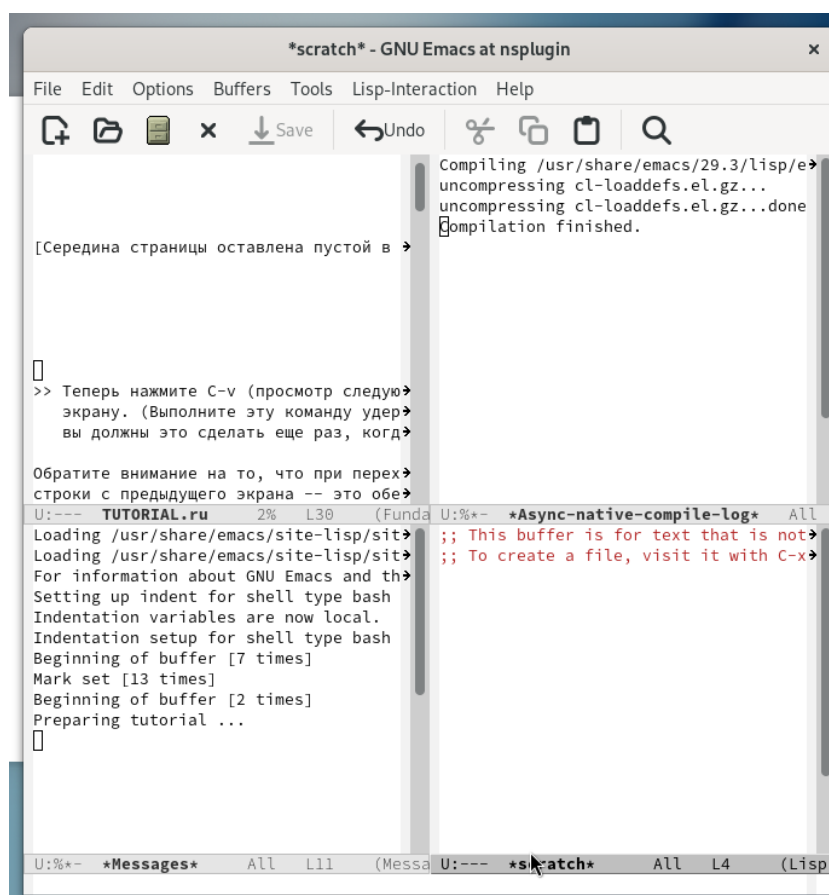 *scratch* - GNU Emacs at nsplugin
File Edit Options Buffers Tools Lisp-Interaction Help
Save Undo
[Середина страницы оставлена пустой в
>> Теперь нажмите C-v (просмотр следую
экрану. (Выполните эту команду удер
вы должны это сделать еще раз, когд
Обратите внимание на то, что при перех
строки с предыдущего экрана -- это обе
U:--- TUTORIAL.ru 2% L30 (Funda
Compiling /usr/share/emacs/29.3/lisp/e
uncompressing cl-loaddefs.el.gz...
uncompressing cl-loaddefs.el.gz...done
Compilation finished.
U:%*- *Async-native-compile-log* All
Loading /usr/share/emacs/site-lisp/sit
Loading /usr/share/emacs/site-lisp/sit
For information about GNU Emacs and th
Setting up indent for shell type bash
Indentation variables are now local.
Indentation setup for shell type bash
Beginning of buffer [7 times]
Mark set [13 times]
Beginning of buffer [2 times]
Preparing tutorial ...
U:%*- *Messages* All L11 (Messa
;; This buffer is for text that is not
;; To create a file, visit it with C-x
U:--- *scratch* All L4 (Lisp